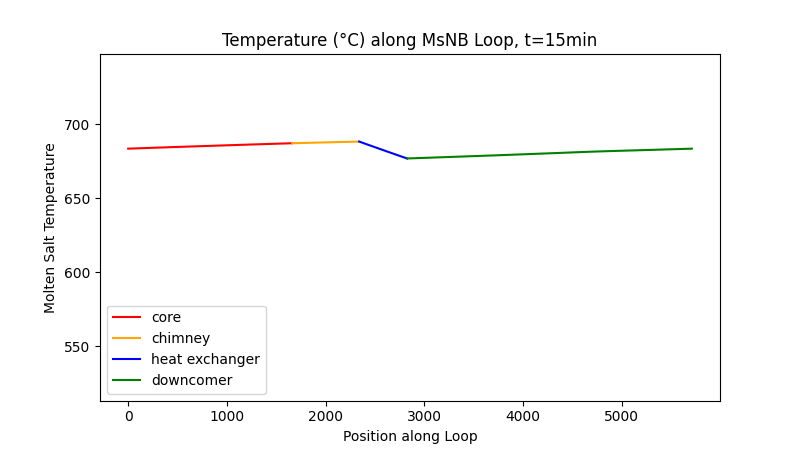 Temperature (°C) along MsNB Loop, t=15min
Molten Salt Temperature
700
650
600
550
core
chimney
heat exchanger
downcomer
0 1000 2000 3000 4000 5000
Position along Loop